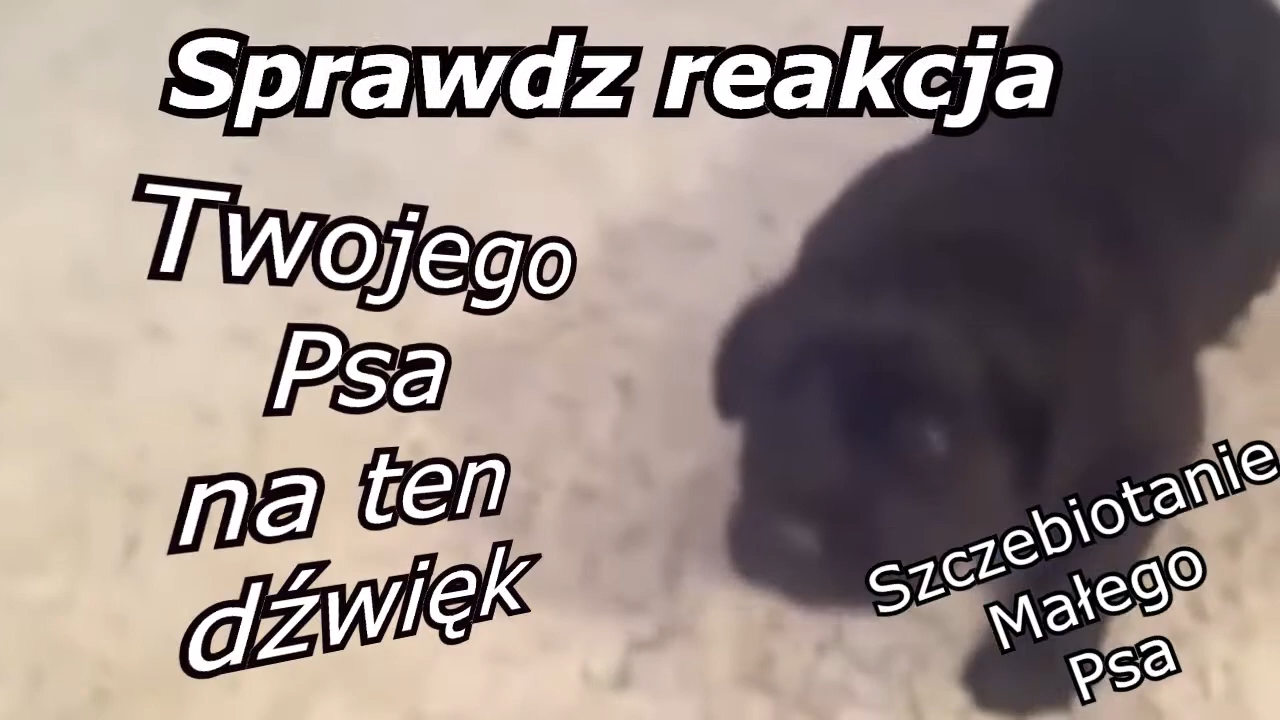 Sprawdz reakcja
Twojego
Psa
na ten
dźwięk
Szczebiotanie
Małego
Psa